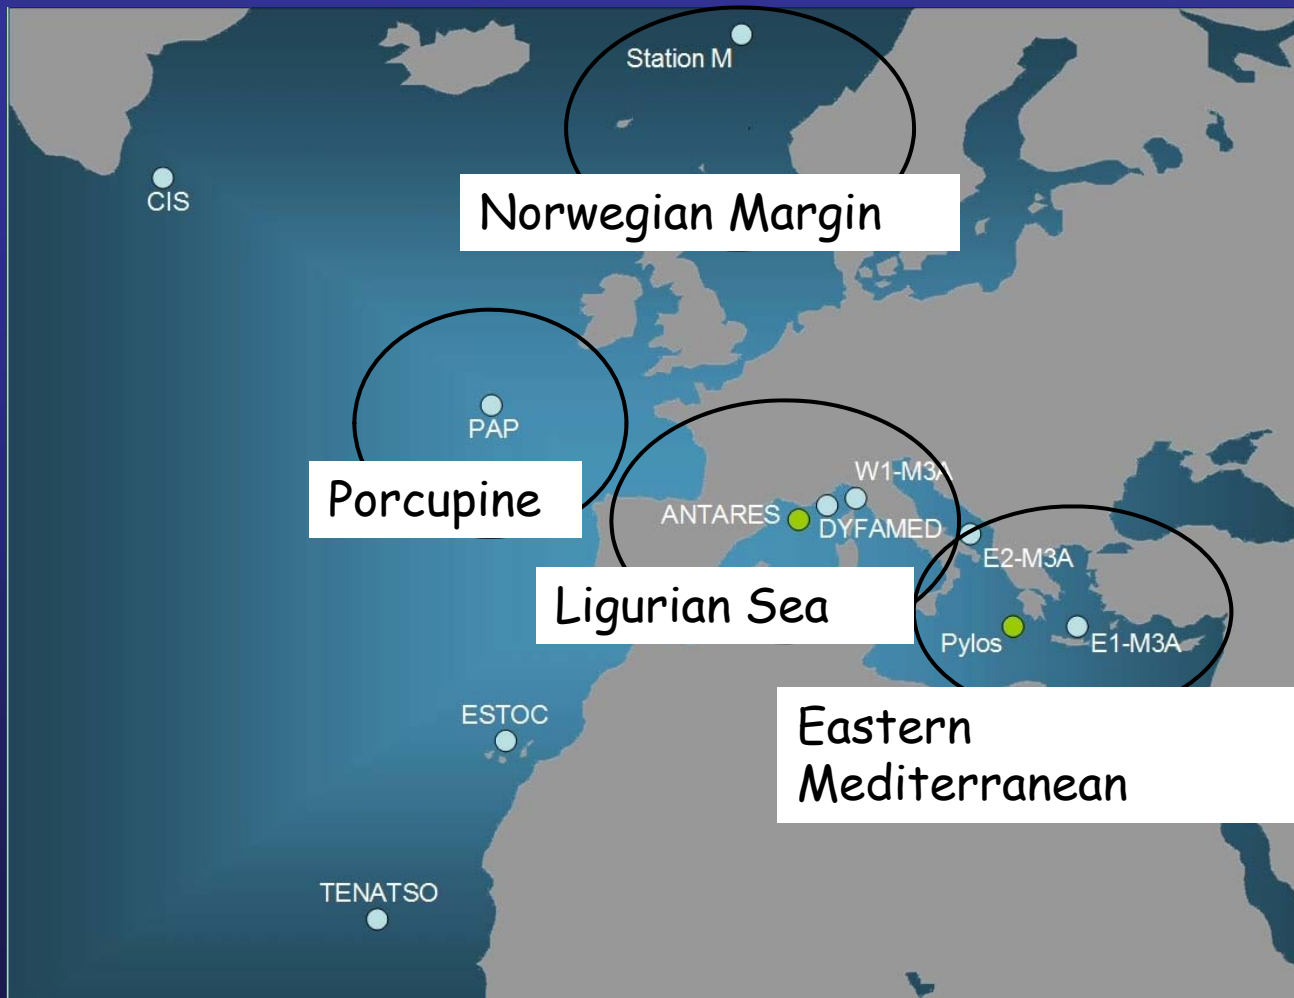 Station M
CIS
Norwegian Margin
PAP
Porcupine
W1-M3A
ANTARES
DYFAMED
E2-M3A
Ligurian Sea
Pylos
E1-M3A
ESTOC
Eastern
Mediterranean
TENATSO